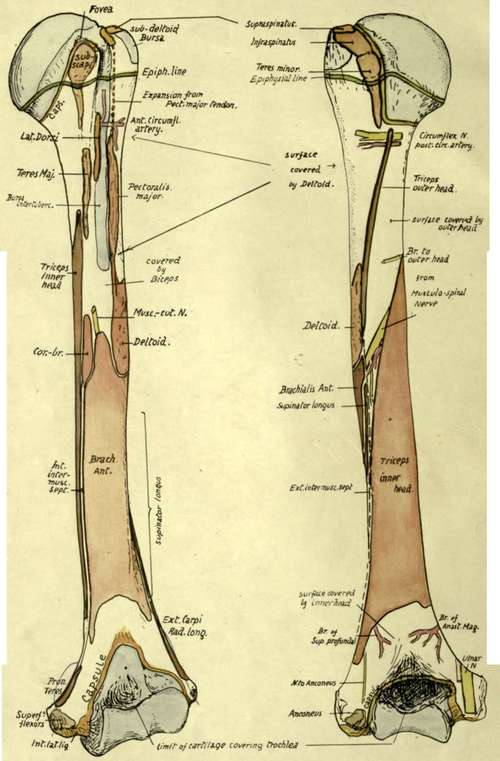 Fovea
sub-deltoid
Bursa
Sub-
scap.
Epiph. line
Caps.
Expansion from
Pect. major tendon.
Ant. circumfl.
artery.
Lat. Dorsi
Teres Maj.
Pectoralis
major
Bursa
intertuberc.
covered
by
Biceps
Triceps
inner
head
Musc.-cut. N.
Cor.-br.
Deltoid.
Brach
Ant.
Int.
inter-
musc.
sept.
supinator longus
Ext. Carpi
Rad. long.
Pron.
Teres
CAPSULE
Superf.
flexors
Int. lat. lig
limit of cartilage covering trochlea
Supraspinatus.
Infraspinatus
Teres minor.
Epiphysial line
surface
covered
by Deltoid.
Circumflex N.
post. circ. artery.
Triceps
outer head.
surface covered by
outer head
Br. to
outer head
from
Musculo-spiral
Nerve
Deltoid.
Brachialis Ant.
Supinator longus
Triceps
inner
head.
Ext. inter-musc. sept
surface covered
by inner head
Br. of
Sup. profunda
Br. of
Anast. Mag.
Ulnar
N
N. to Anconeus
Anconeus